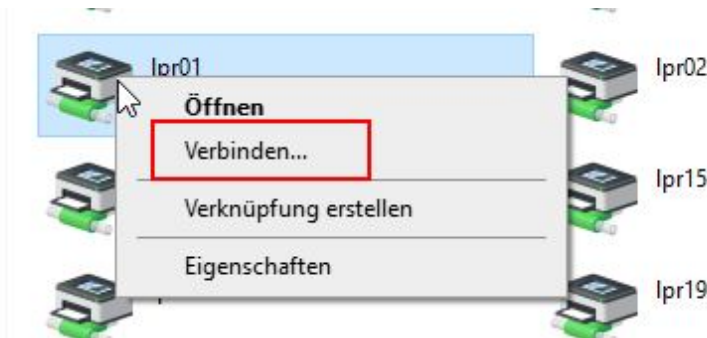 lpr01
lpr02
Öffnen
Verbinden...
lpr15
Verknüpfung erstellen
Eigenschaften
lpr19